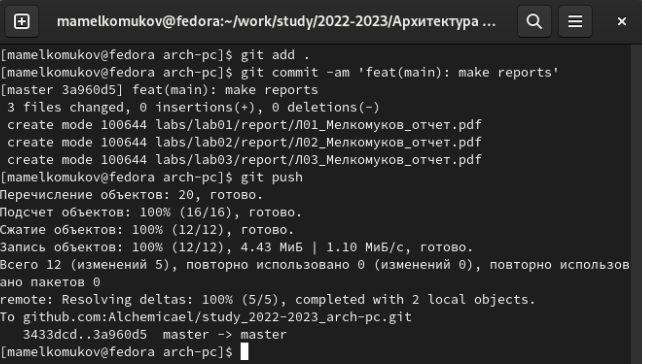 mamelkomukov@fedora:~/work/study/2022-2023/Архитектура ...
[mamelkomukov@fedora arch-pc]$ git add .
[mamelkomukov@fedora arch-pc]$ git commit -am 'feat(main): make reports'
[master 3a960d5] feat(main): make reports
3 files changed, 0 insertions(+), 0 deletions(-)
create mode 100644 labs/lab01/report/Л01_Мелкомуков_отчет.pdf
create mode 100644 labs/lab02/report/Л02_Мелкомуков_отчет.pdf
create mode 100644 labs/lab03/report/Л03_Мелкомуков_отчет.pdf
[mamelkomukov@fedora arch-pc]$ git push
Перечисление объектов: 20, готово.
Подсчет объектов: 100% (16/16), готово.
Сжатие объектов: 100% (12/12), готово.
Запись объектов: 100% (12/12), 4.43 МиБ | 1.10 МиБ/с, готово.
Всего 12 (изменений 5), повторно использовано 0 (изменений 0), повторно использов
ано пакетов 0
remote: Resolving deltas: 100% (5/5), completed with 2 local objects.
To github.com:Alchemicael/study_2022-2023_arch-pc.git
3433dcd..3a960d5  master -> master
[mamelkomukov@fedora arch-pc]$